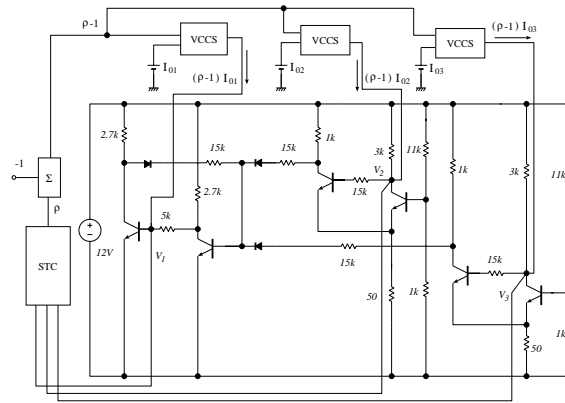 ρ-1
VCCS
VCCS
VCCS
(ρ-1) I03
I01
(ρ-1) I01
I02
(ρ-1) I02
I03
2.7k
15k
15k
1k
3k
11k
1k
3k
11k
-1
Σ
ρ
STC
12V
5k
2.7k
V1
V2
15k
15k
15k
50
1k
V3
50
1k